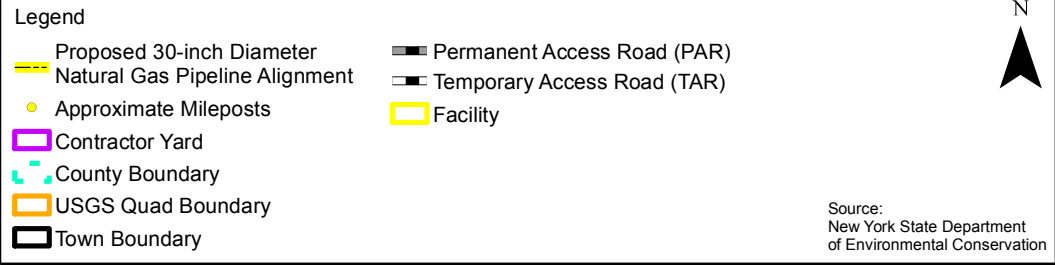 Legend
Proposed 30-inch Diameter
Natural Gas Pipeline Alignment
Approximate Mileposts
Contractor Yard
County Boundary
USGS Quad Boundary
Town Boundary
Permanent Access Road (PAR)
Temporary Access Road (TAR)
Facility
N
Source:
New York State Department
of Environmental Conservation